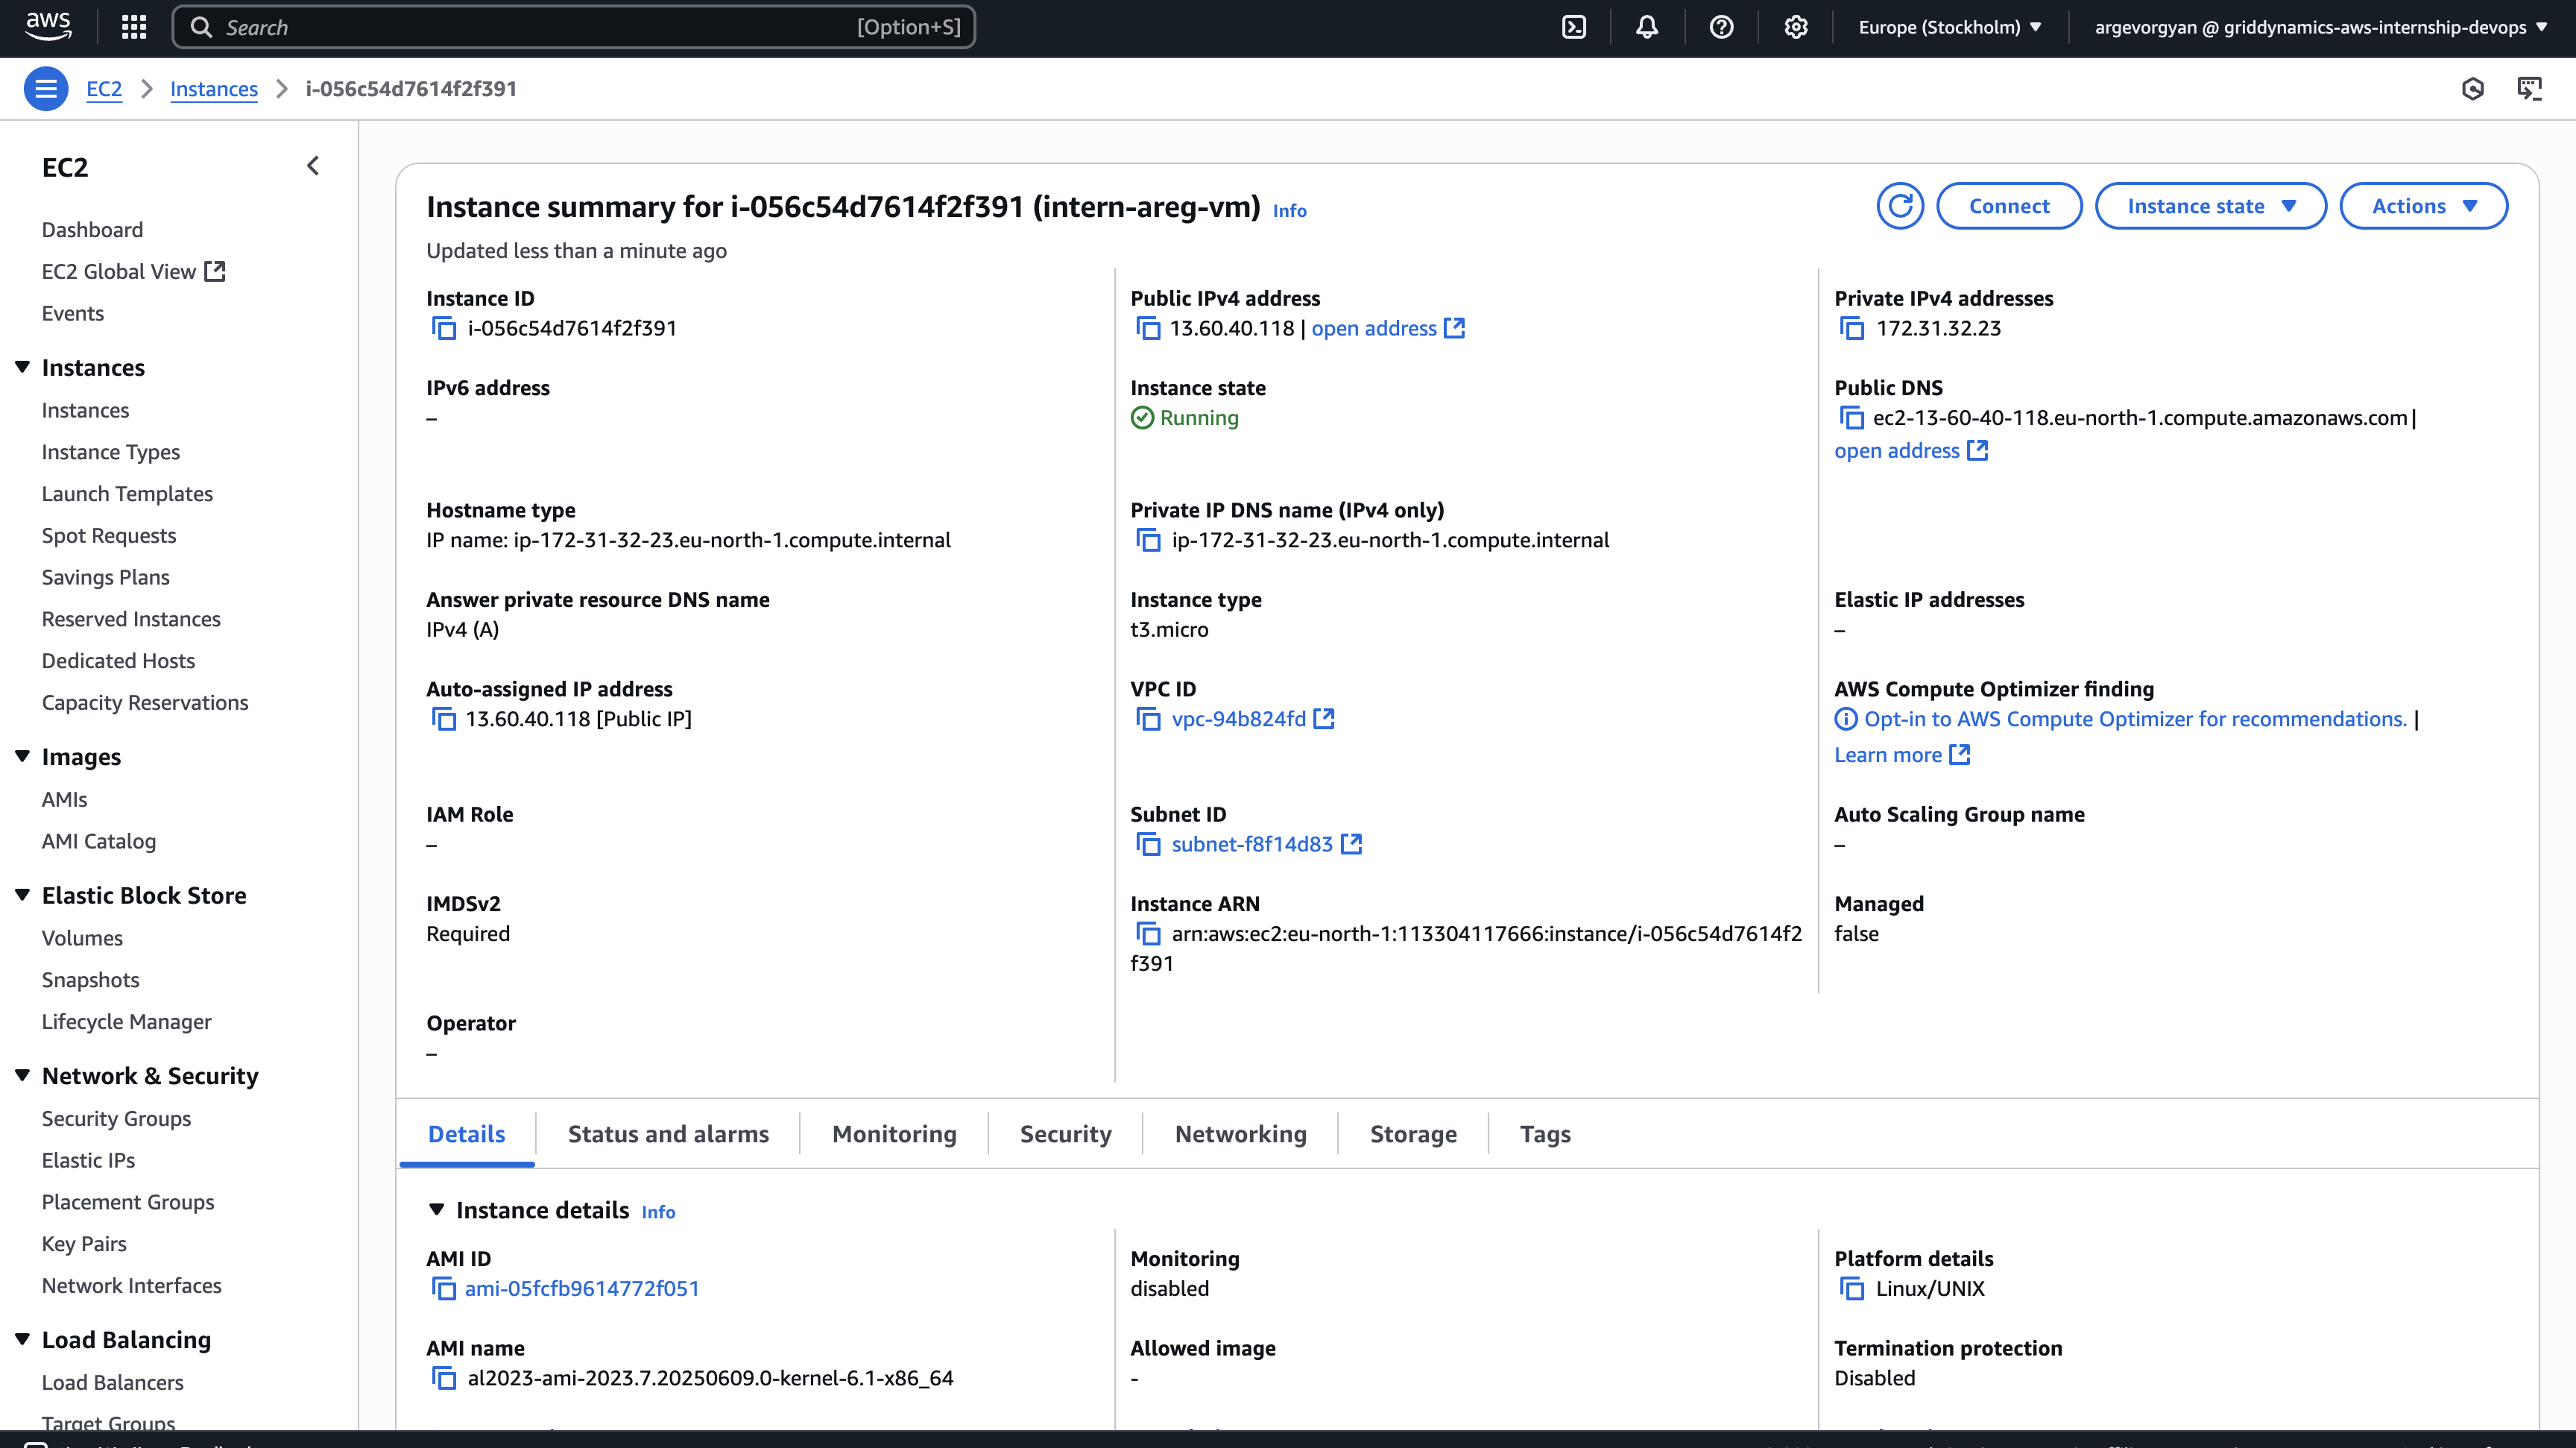 aws
Search
[Option+S]
Europe (Stockholm)
argevorgyan @ griddynamics-aws-internship-devops
EC2
Instances
i-056c54d7614f2f391
EC2
Dashboard
EC2 Global View
Events
Instances
Instances
Instance Types
Launch Templates
Spot Requests
Savings Plans
Reserved Instances
Dedicated Hosts
Capacity Reservations
Images
AMIs
AMI Catalog
Elastic Block Store
Volumes
Snapshots
Lifecycle Manager
Network & Security
Security Groups
Elastic IPs
Placement Groups
Key Pairs
Network Interfaces
Load Balancing
Load Balancers
Target Groups
Instance summary for i-056c54d7614f2f391 (intern-areg-vm) Info
Updated less than a minute ago
Connect
Instance state
Actions
Instance ID
i-056c54d7614f2f391
Public IPv4 address
13.60.40.118 | open address
Private IPv4 addresses
172.31.32.23
IPv6 address
–
Instance state
Running
Public DNS
ec2-13-60-40-118.eu-north-1.compute.amazonaws.com |
open address
Hostname type
IP name: ip-172-31-32-23.eu-north-1.compute.internal
Private IP DNS name (IPv4 only)
ip-172-31-32-23.eu-north-1.compute.internal
Answer private resource DNS name
IPv4 (A)
Instance type
t3.micro
Elastic IP addresses
–
Auto-assigned IP address
13.60.40.118 [Public IP]
VPC ID
vpc-94b824fd
AWS Compute Optimizer finding
Opt-in to AWS Compute Optimizer for recommendations. |
Learn more
IAM Role
–
Subnet ID
subnet-f8f14d83
Auto Scaling Group name
–
IMDSv2
Required
Instance ARN
arn:aws:ec2:eu-north-1:113304117666:instance/i-056c54d7614f2
f391
Managed
false
Operator
–
Details
Status and alarms
Monitoring
Security
Networking
Storage
Tags
Instance details Info
AMI ID
ami-05fcfb9614772f051
Monitoring
disabled
Platform details
Linux/UNIX
AMI name
al2023-ami-2023.7.20250609.0-kernel-6.1-x86_64
Allowed image
-
Termination protection
Disabled